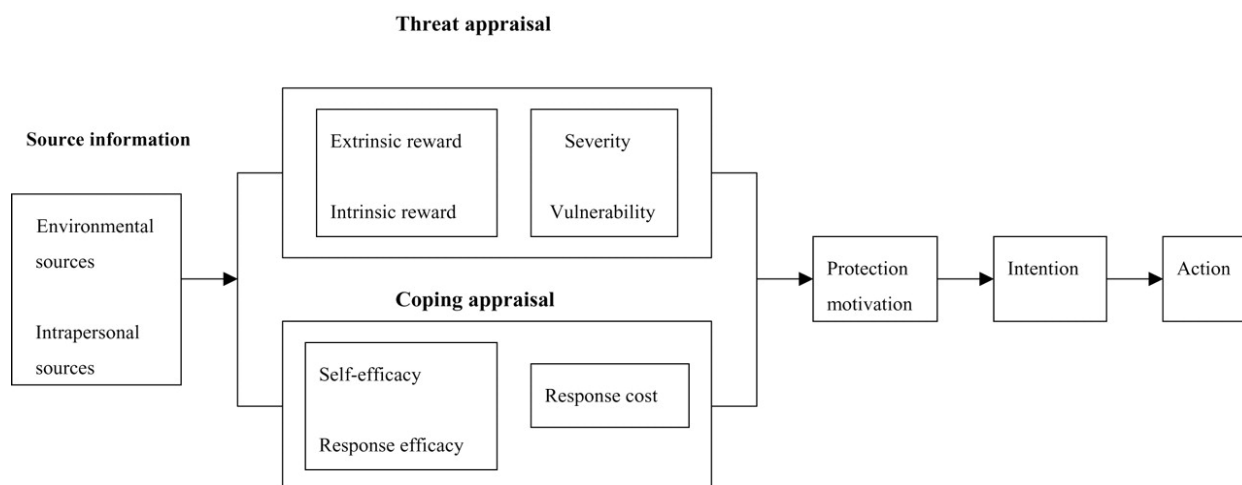 Threat appraisal
Source information
Environmental
sources
Intrapersonal
sources
Extrinsic reward
Intrinsic reward
Severity
Vulnerability
Coping appraisal
Self-efficacy
Response efficacy
Response cost
Protection
motivation
Intention
Action